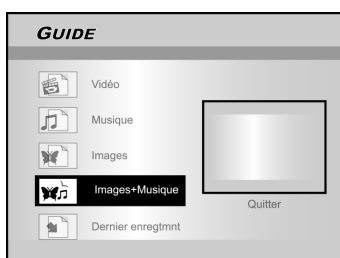 GUIDE
Vidéo
Musique
Images
Images+Musique
Dernier enregtmnt
Quitter